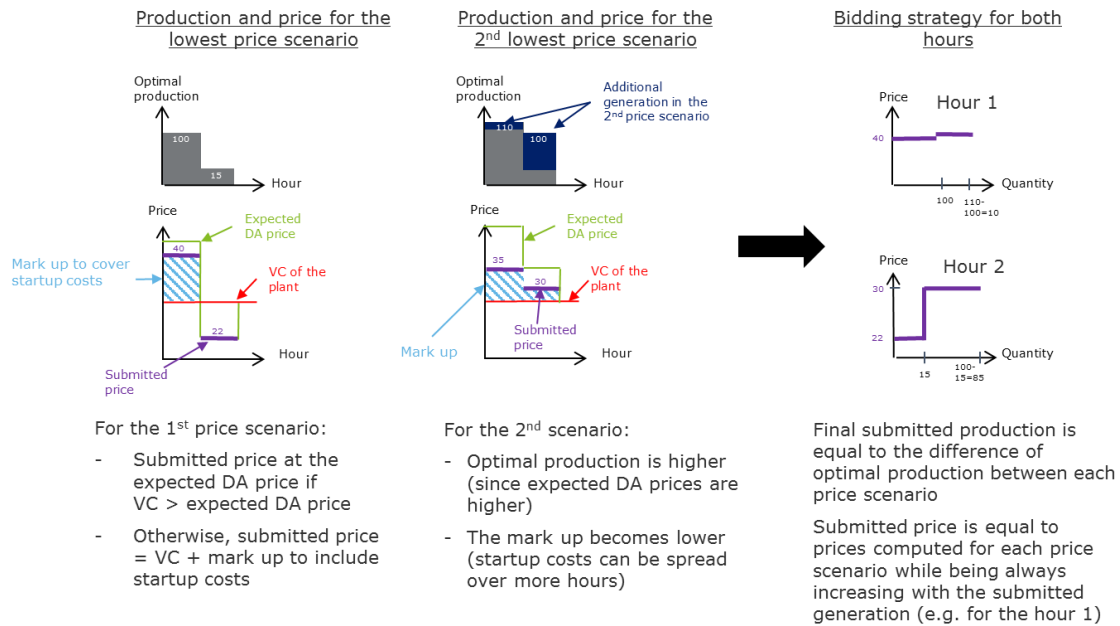 Production and price for the
lowest price scenario
Optimal
production
100
15
Hour
Price
Expected
DA price
40
Mark up to cover
startup costs
VC of the
plant
22
Hour
Submitted
price
For the 1st price scenario:
- Submitted price at the
expected DA price if
VC > expected DA price
- Otherwise, submitted price
= VC + mark up to include
startup costs
Production and price for the
2nd lowest price scenario
Optimal
production
Additional
generation in the
2nd price scenario
110
100
Hour
Price
Expected
DA price
35
30
VC of the
plant
Submitted
price
Mark up
Hour
For the 2nd scenario:
- Optimal production is higher
(since expected DA prices are
higher)
- The mark up becomes lower
(startup costs can be spread
over more hours)
Bidding strategy for both
hours
Price
Hour 1
40
Quantity
100
110-
100=10
Price
Hour 2
30
22
Quantity
15
100-
15=85
Final submitted production is
equal to the difference of
optimal production between each
price scenario
Submitted price is equal to
prices computed for each price
scenario while being always
increasing with the submitted
generation (e.g. for the hour 1)